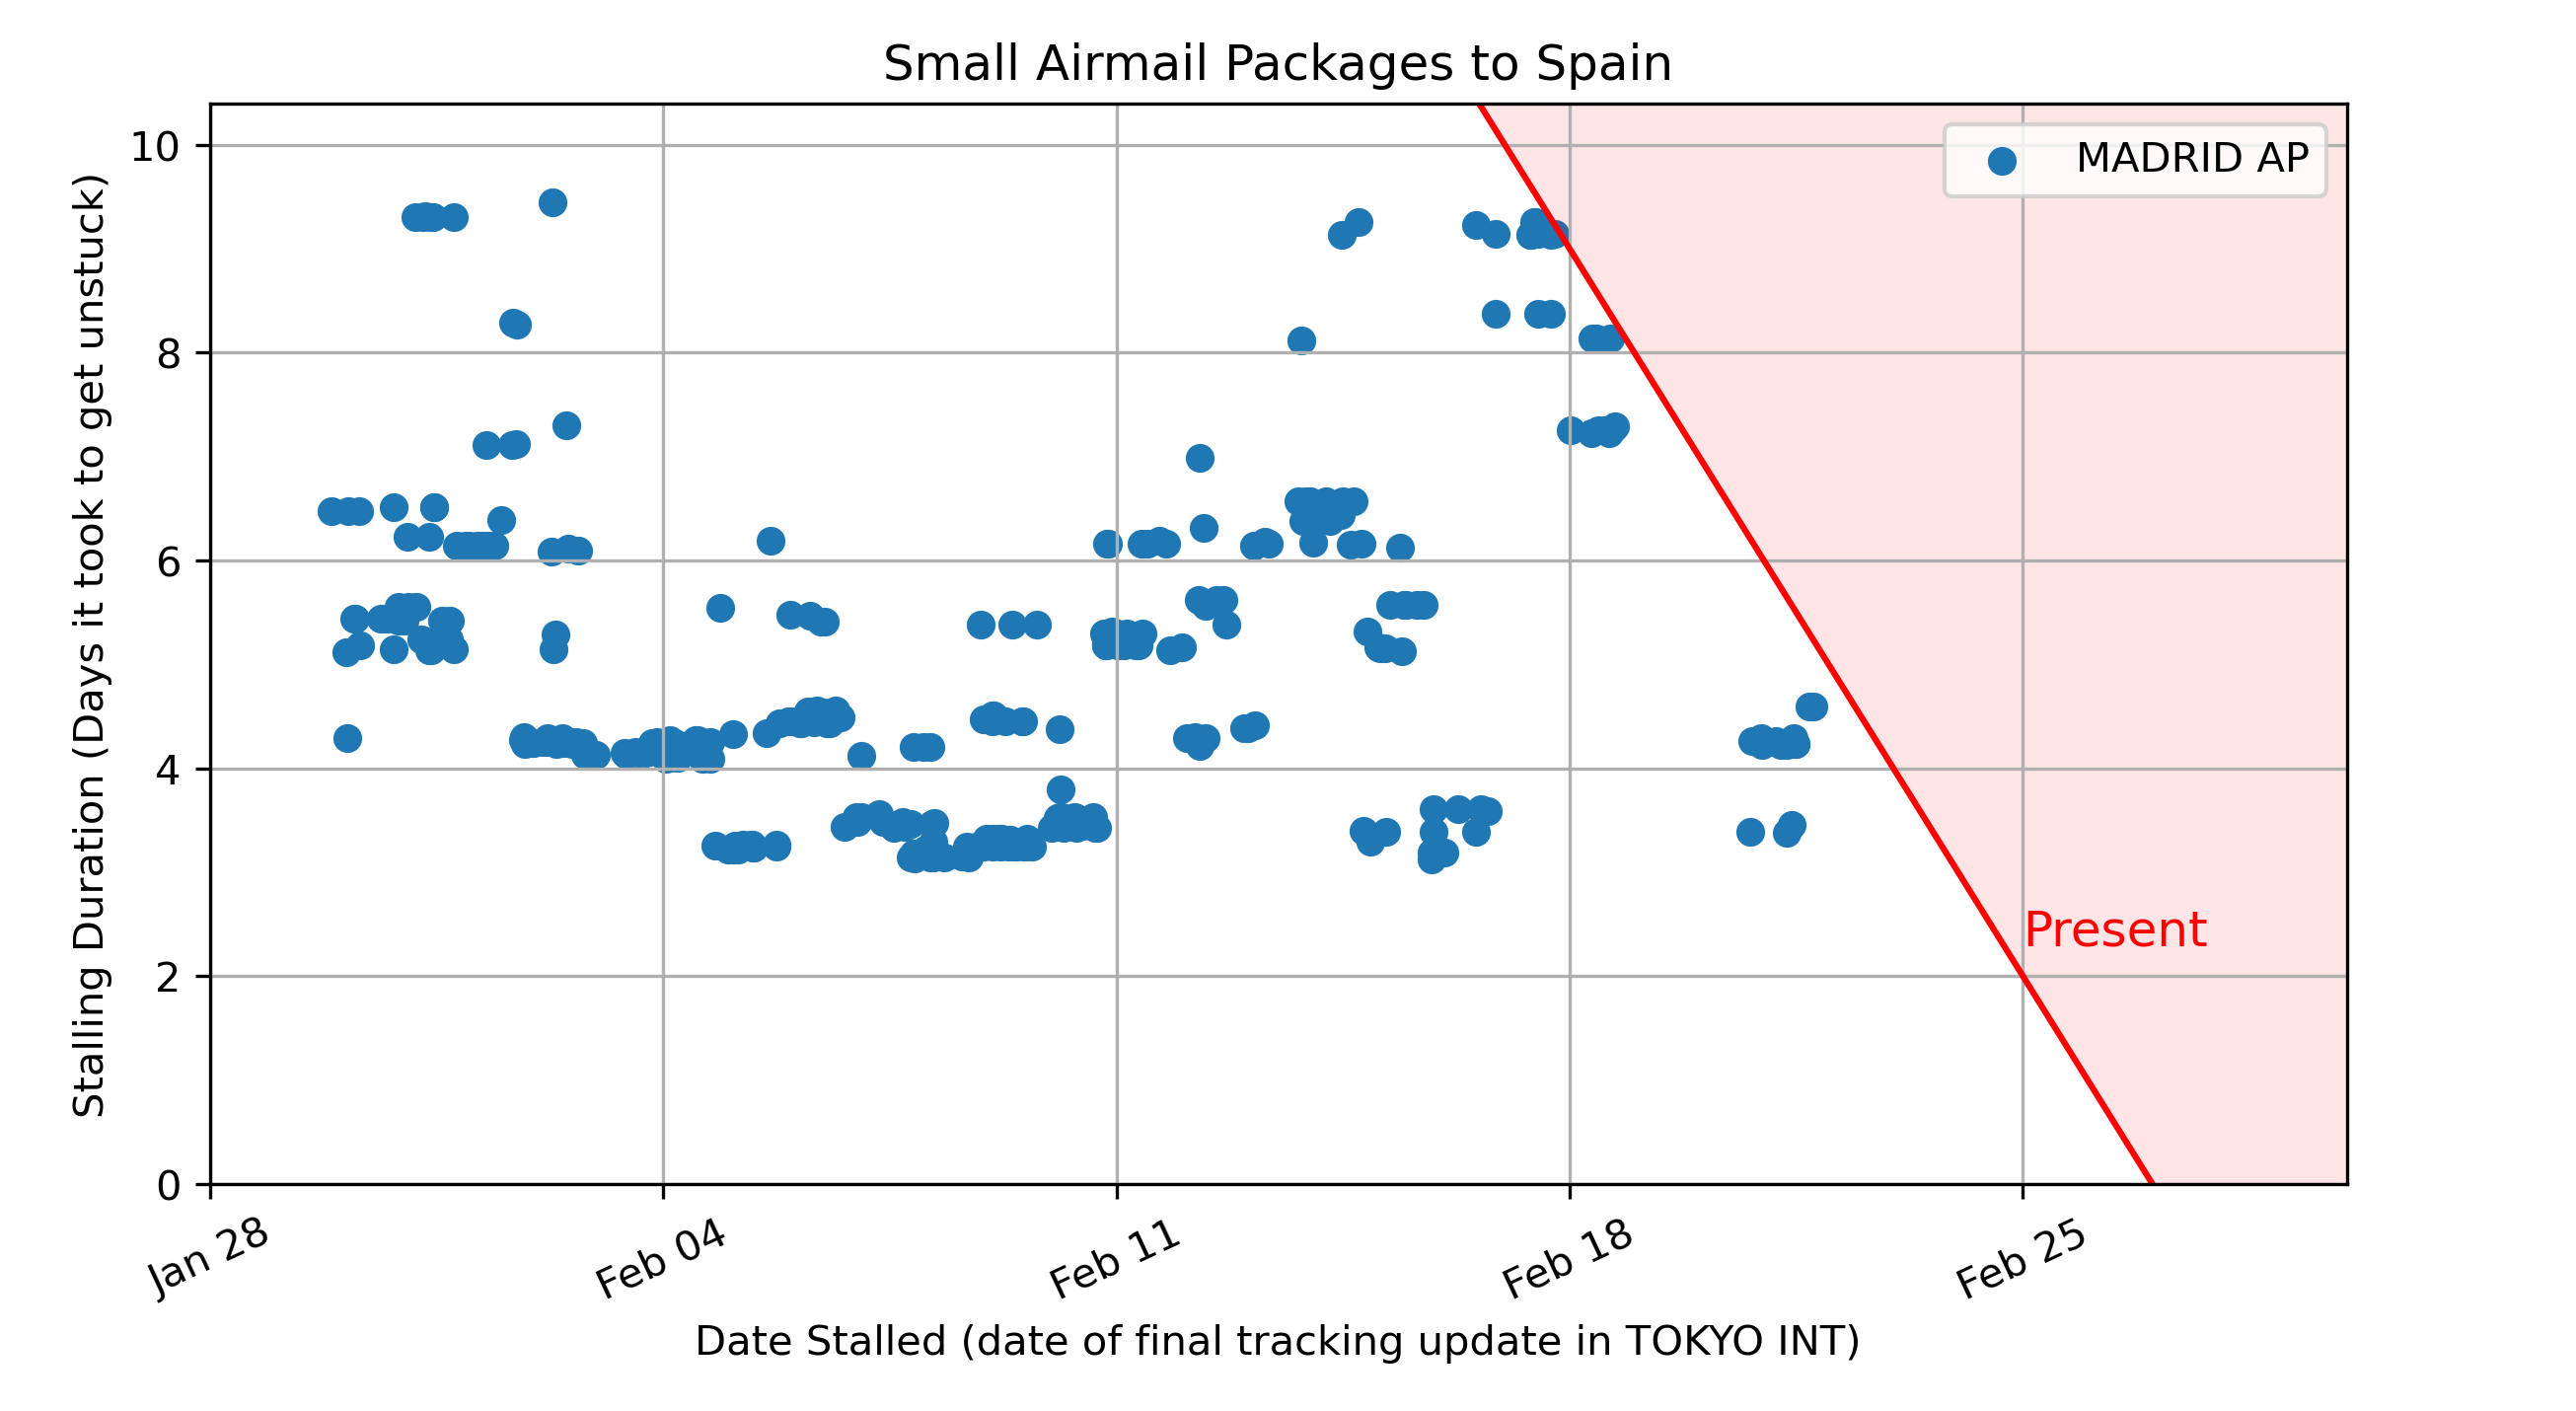 Small Airmail Packages to Spain
MADRID AP
10
8
6
4
2
0
Stalling Duration (Days it took to get unstuck)
Present
Jan 28
Feb 04
Feb 11
Feb 18
Feb 25
Date Stalled (date of final tracking update in TOKYO INT)